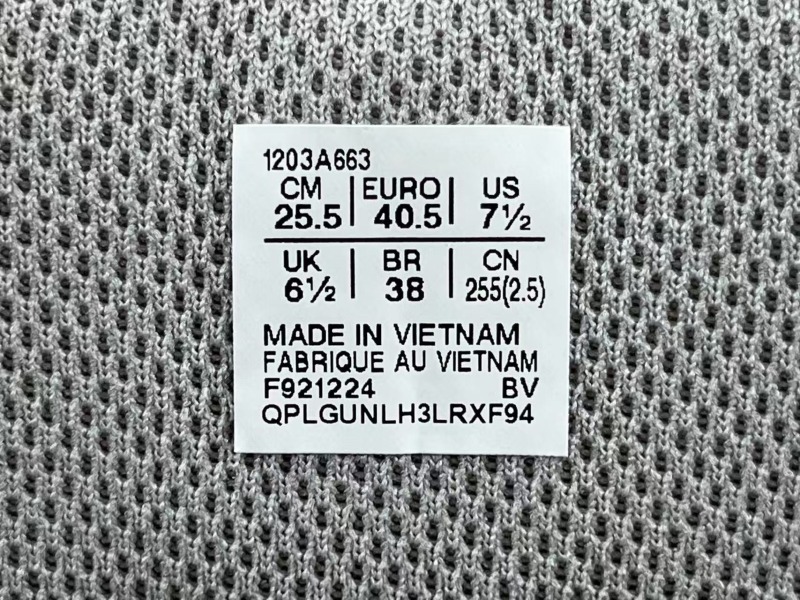 1203A663
CM | EURO | US
25.5 | 40.5 | 7½
UK | BR | CN
6½ | 38 | 255(2.5)
MADE IN VIETNAM
FABRIQUE AU VIETNAM
F921224 BV
QPLGUNLH3LRXF94